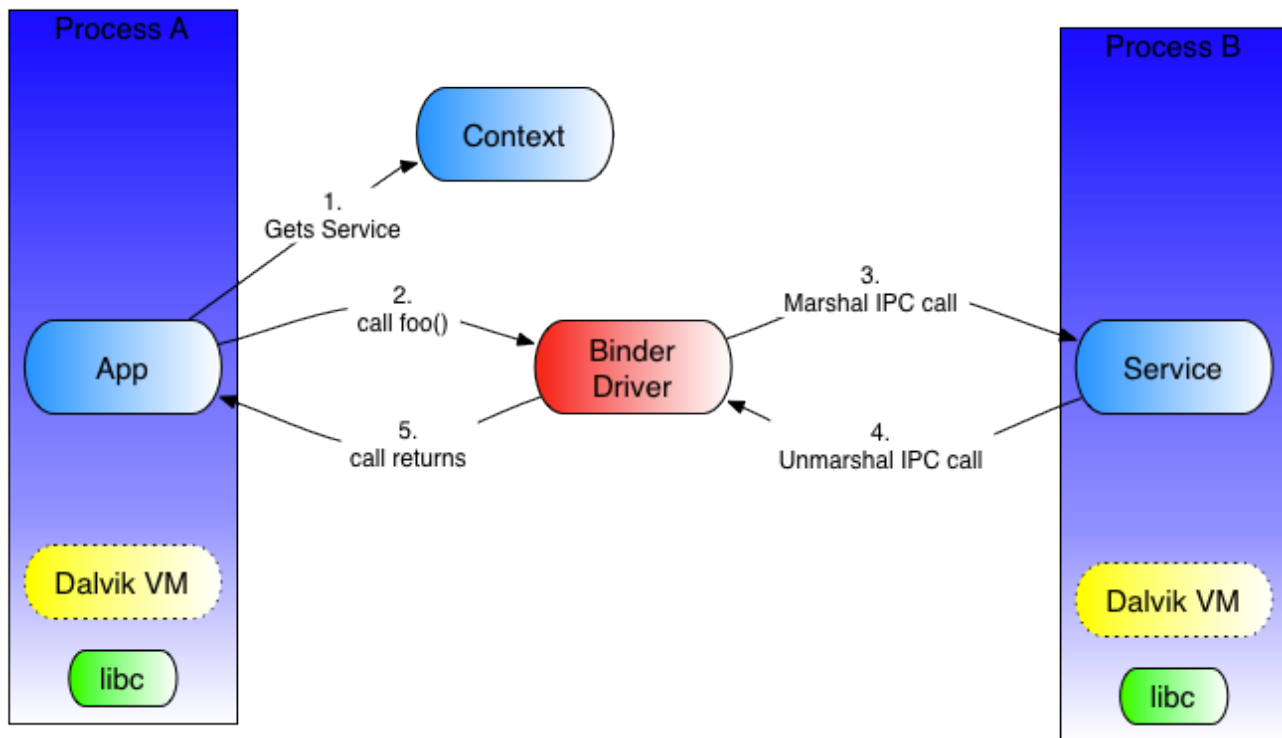 Process A
Process B
Context
1.
Gets Service
2.
call foo()
3.
Marshal IPC call
App
Binder
Driver
Service
5.
call returns
4.
Unmarshal IPC call
Dalvik VM
Dalvik VM
libc
libc